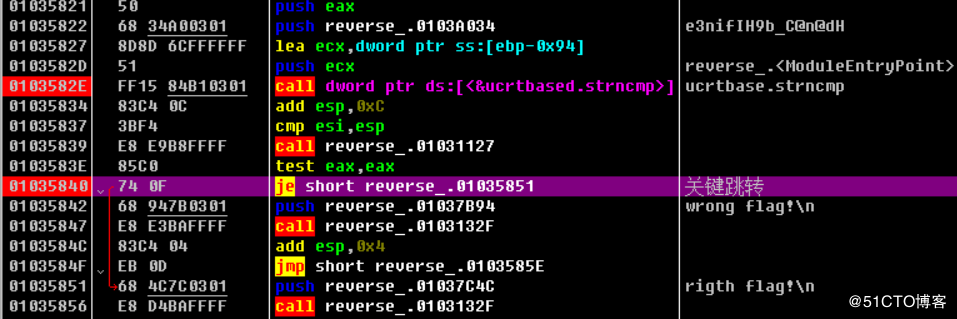 01035821 50 push eax
01035822 68 34A00301 push reverse_.0103A034 e3nifIH9b_C@n@dH
01035827 8D8D 6CFFFFFF lea ecx,dword ptr ss:[ebp-0x94]
0103582D 51 push ecx reverse_.<ModuleEntryPoint>
0103582E FF15 84B10301 call dword ptr ds:[<&ucrtbased.strncmp>] ucrtbase.strncmp
01035834 83C4 0C add esp,0xC
01035837 3BF4 cmp esi,esp
01035839 E8 E9B8FFFF call reverse_.01031127
0103583E 85C0 test eax,eax
01035840 74 0F je short reverse_.01035851 关键跳转
01035842 68 947B0301 push reverse_.01037B94 wrong flag!\n
01035847 E8 E3BAFFFF call reverse_.0103132F
0103584C 83C4 04 add esp,0x4
0103584F EB 0D jmp short reverse_.0103585E
01035851 68 4C7C0301 push reverse_.01037C4C rigth flag!\n
01035856 E8 D4BAFFFF call reverse_.0103132F
@51CTO博客